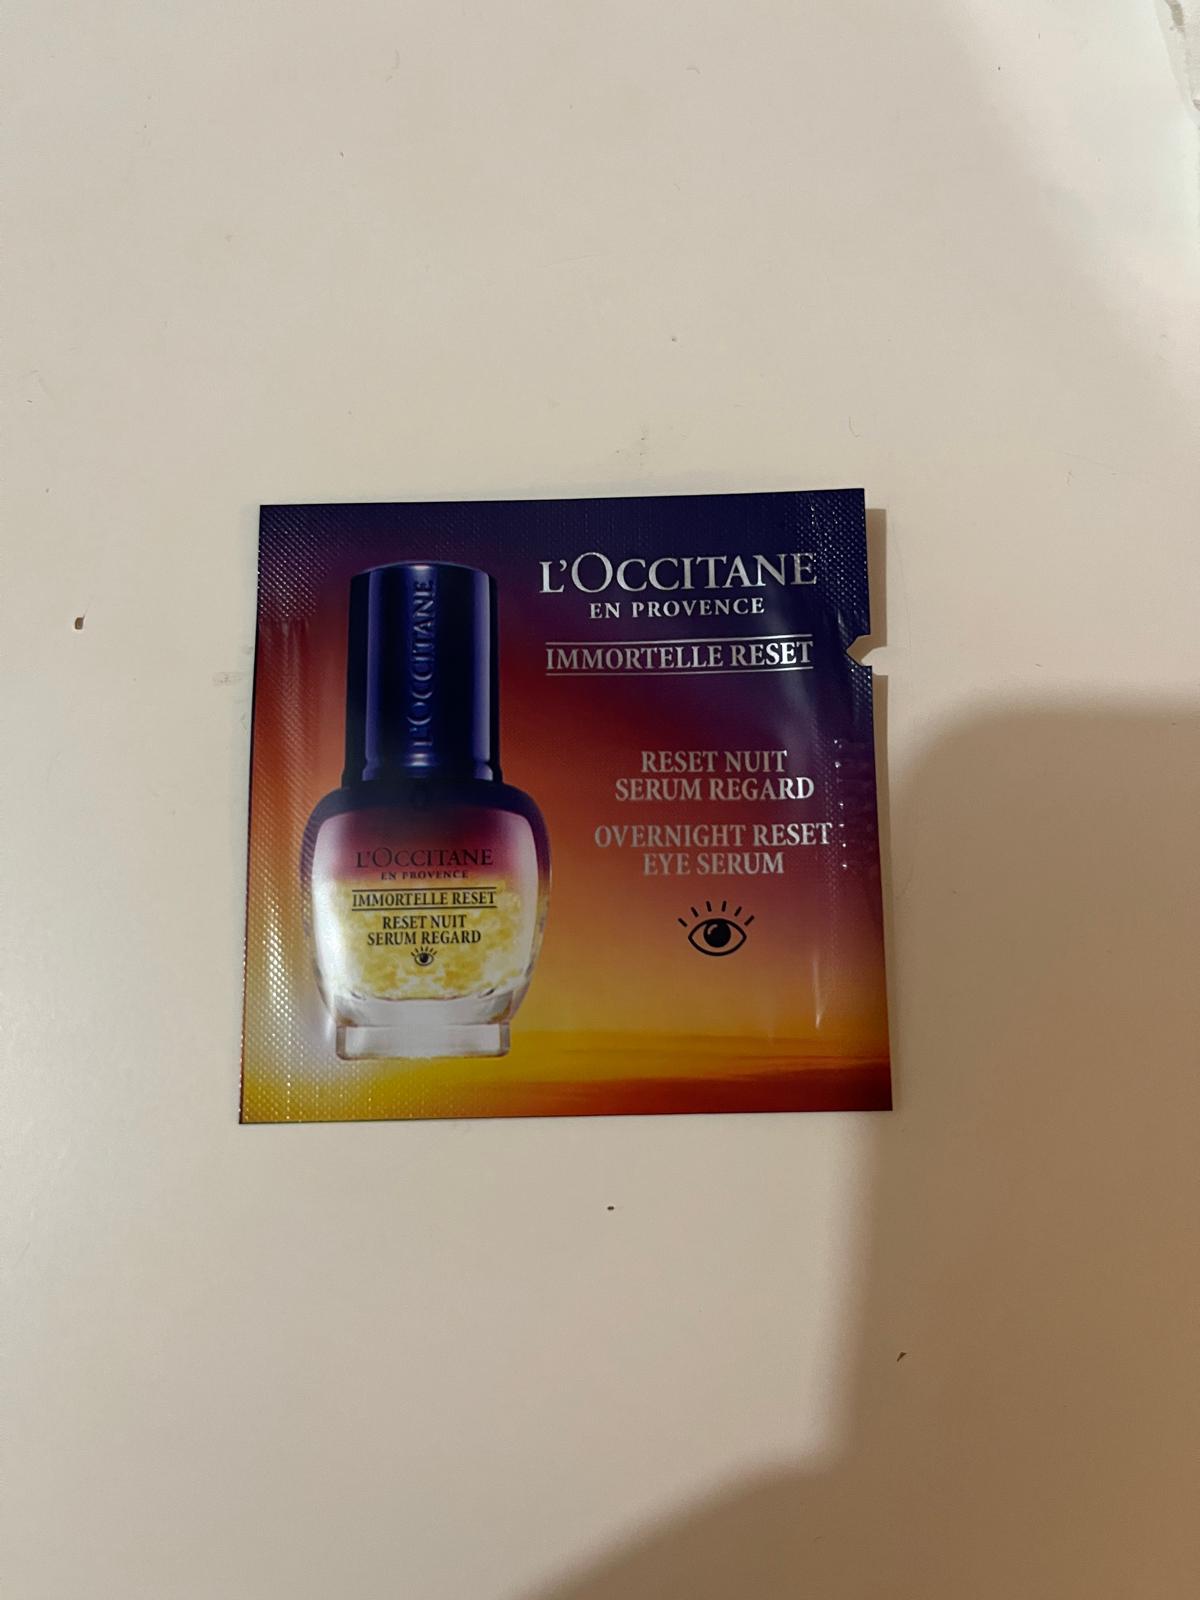 L'OCCITANE
EN PROVENCE
IMMORTELLE RESET
RESET NUIT
SERUM REGARD
OVERNIGHT RESET
EYE SERUM
L'OCCITANE
L'OCCITANE
EN PROVENCE
IMMORTELLE RESET
RESET NUIT
SERUM REGARD